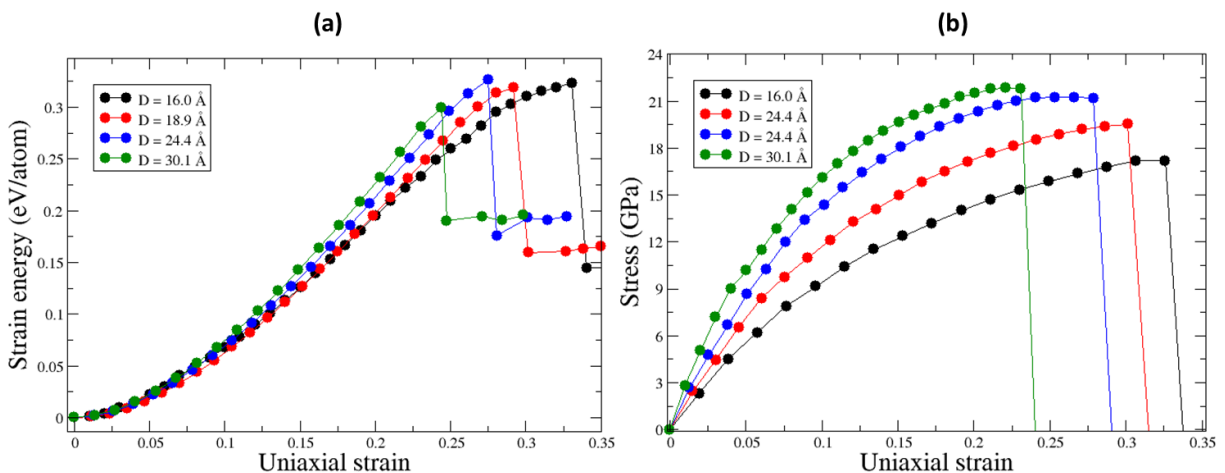 (a)
Strain energy (eV/atom)
0.3
0.25
0.2
0.15
0.1
0.05
0
D = 16.0 Å
D = 18.9 Å
D = 24.4 Å
D = 30.1 Å
0 0.05 0.1 0.15 0.2 0.25 0.3 0.35
Uniaxial strain
(b)
Stress (GPa)
24
21
18
15
12
9
6
3
0
D = 16.0 Å
D = 24.4 Å
D = 24.4 Å
D = 30.1 Å
0 0.05 0.1 0.15 0.2 0.25 0.3 0.35
Uniaxial strain